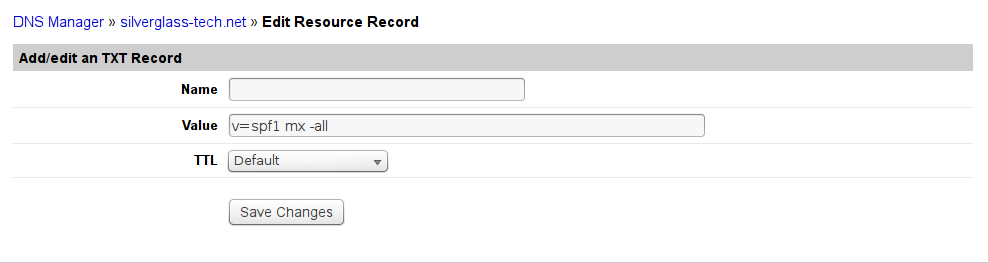 DNS Manager » silverglass-tech.net » Edit Resource Record
Add/edit an TXT Record
Name
Value v=spf1 mx -all
TTL Default
Save Changes